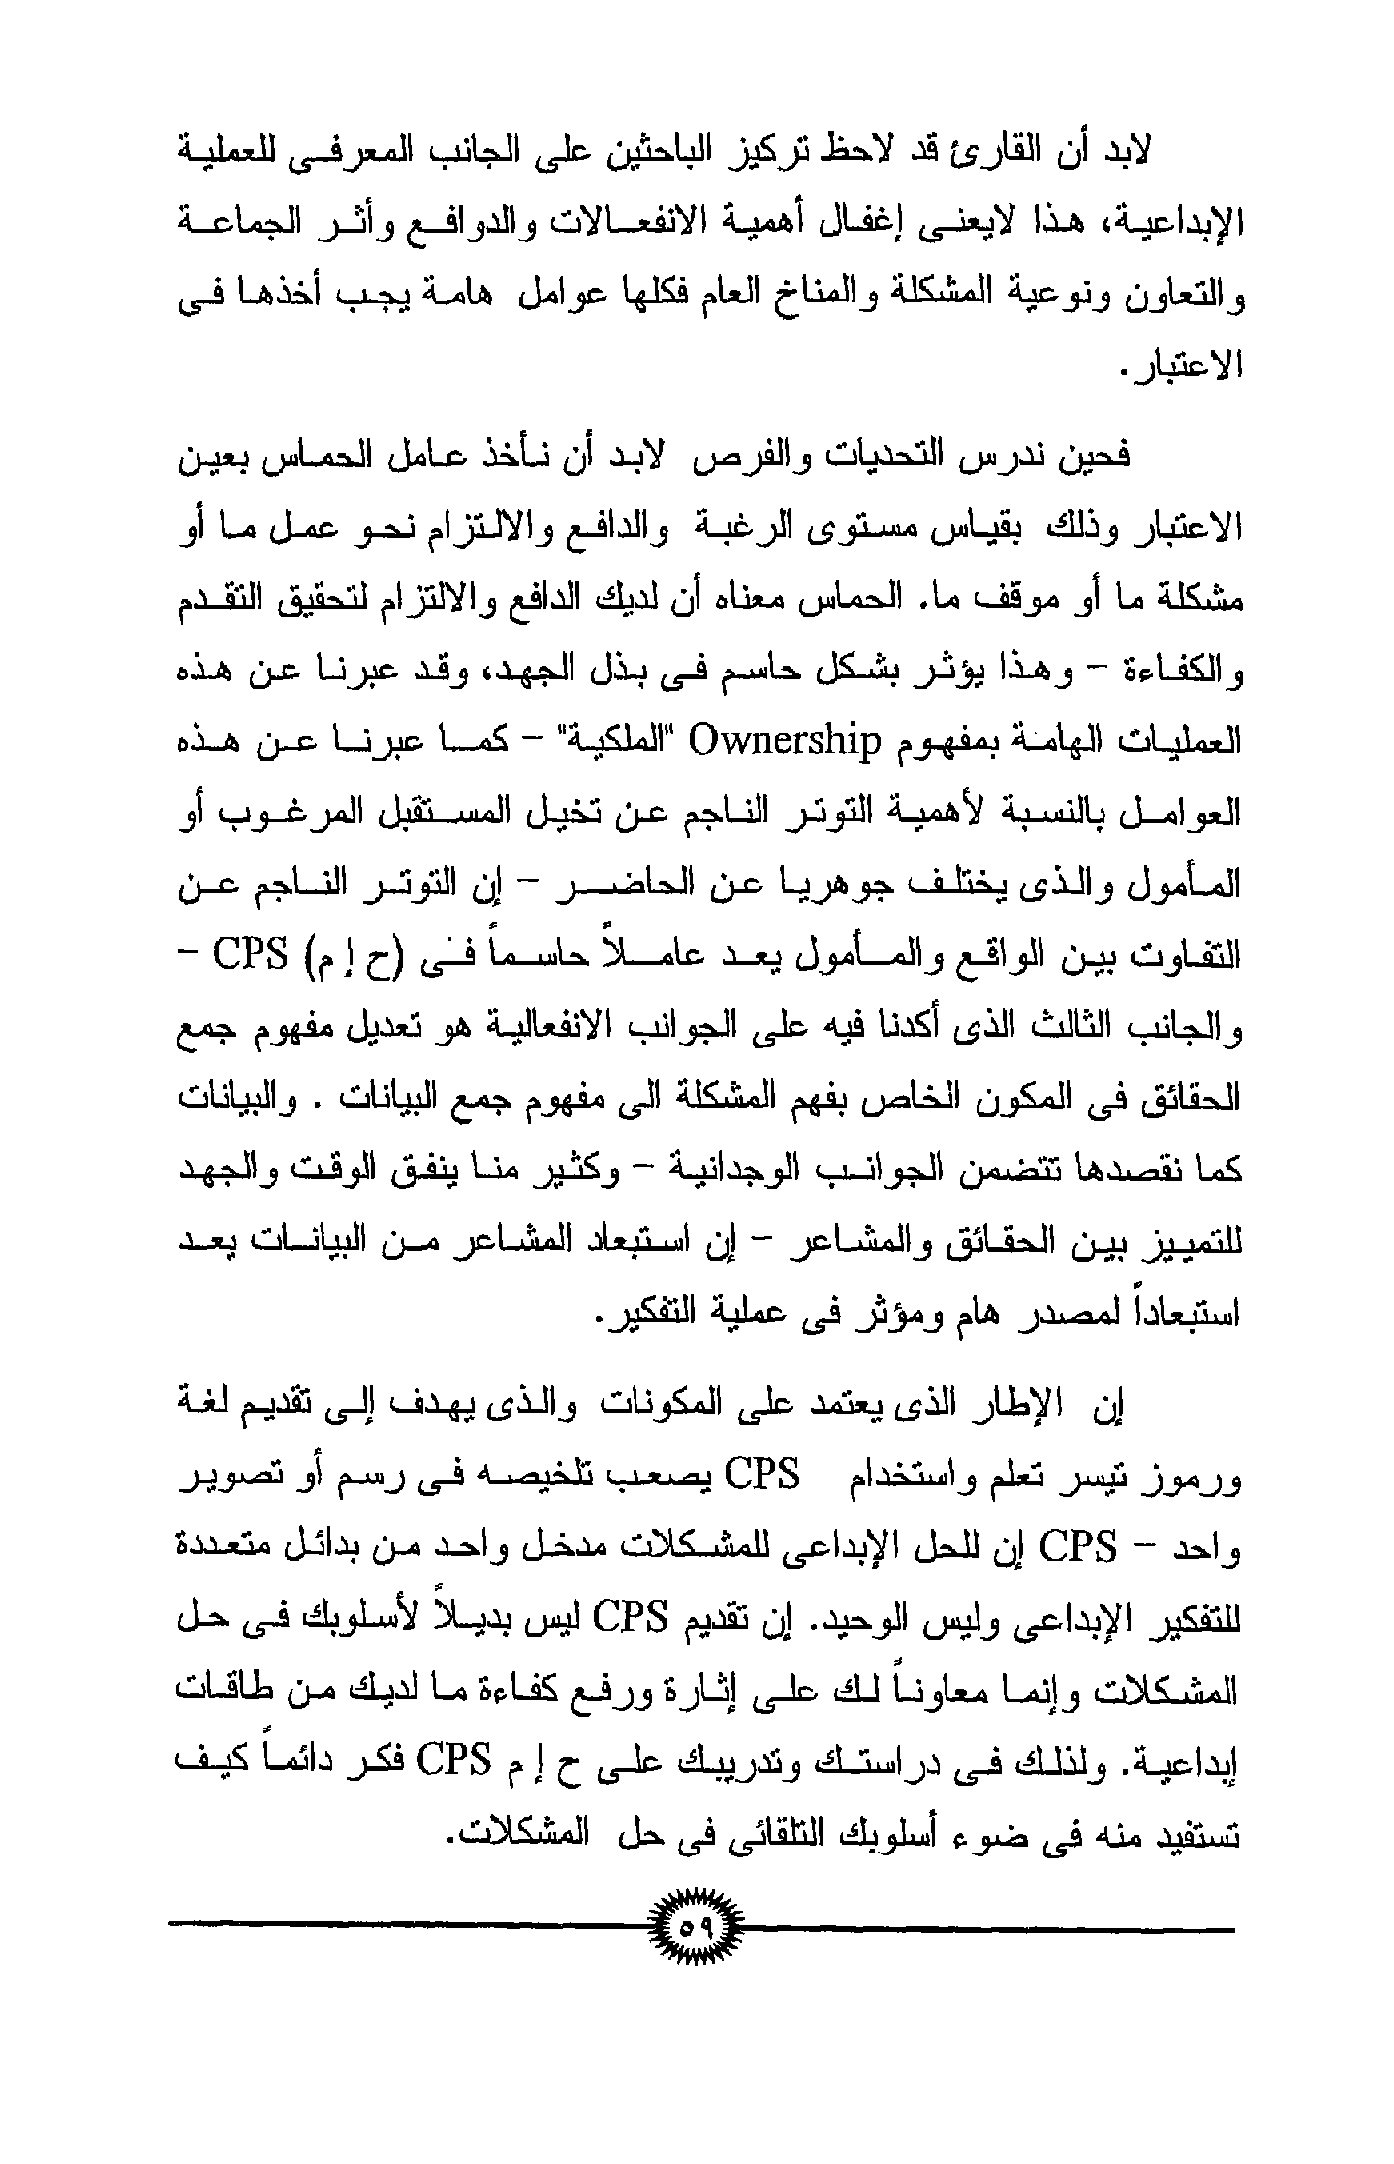 لابد أن القارئ قد لاحظ تركيز الباحثين على الجانب المعرفى للعملية
الإبداعية، هذا لايعنى إغفال أهمية الانفعالات والدوافع وأثر الجماعة
والتعاون ونوعية المشكلة والمناخ العام فكلها عوامل هامة يجب أخذها فى
الاعتبار.
فحين ندرس التحديات والفرص لابد أن نأخذ عامل الحماس بعين
الاعتبار وذلك بقياس مستوى الرغبة والدافع والالتزام نحو عمل ما أو
مشكلة ما أو موقف ما. الحماس معناه أن لديك الدافع والالتزام لتحقيق التقدم
والكفاءة - وهذا يؤثر بشكل حاسم فى بذل الجهد، وقد عبرنا عن هذه
العمليات الهامة بمفهوم Ownership "الملكية" - كما عبرنا عن هذه
العوامل بالنسبة لأهمية التوتر الناجم عن تخيل المستقبل المرغوب أو
المأمول والذى يختلف جوهريا عن الحاضر - إن التوتر الناجم عن
التفاوت بين الواقع والمأمول يعد عاملاً حاسماً فى (ح إ م) CPS -
والجانب الثالث الذى أكدنا فيه على الجوانب الانفعالية هو تعديل مفهوم جمع
الحقائق فى المكون الخاص بفهم المشكلة الى مفهوم جمع البيانات . والبيانات
كما نقصدها تتضمن الجوانب الوجدانية - وكثير منا ينفق الوقت والجهد
للتمييز بين الحقائق والمشاعر - إن استبعاد المشاعر من البيانات يعد
استبعاداً لمصدر هام ومؤثر فى عملية التفكير.
إن الإطار الذى يعتمد على المكونات والذى يهدف إلى تقديم لغة
ورموز تيسر تعلم واستخدام CPS يصعب تلخيصه فى رسم أو تصوير
واحد - CPS إن للحل الإبداعى للمشكلات مدخل واحد من بدائل متعددة
للتفكير الإبداعى وليس الوحيد. إن تقديم CPS ليس بديلاً لأسلوبك فى حل
المشكلات وإنما معاوناً لك على إثارة ورفع كفاءة ما لديك من طاقات
إبداعية. ولذلك فى دراستك وتدريبك على ح إ م CPS فكر دائماً كيف
تستفيد منه فى ضوء أسلوبك التلقائى فى حل المشكلات.
٥٩